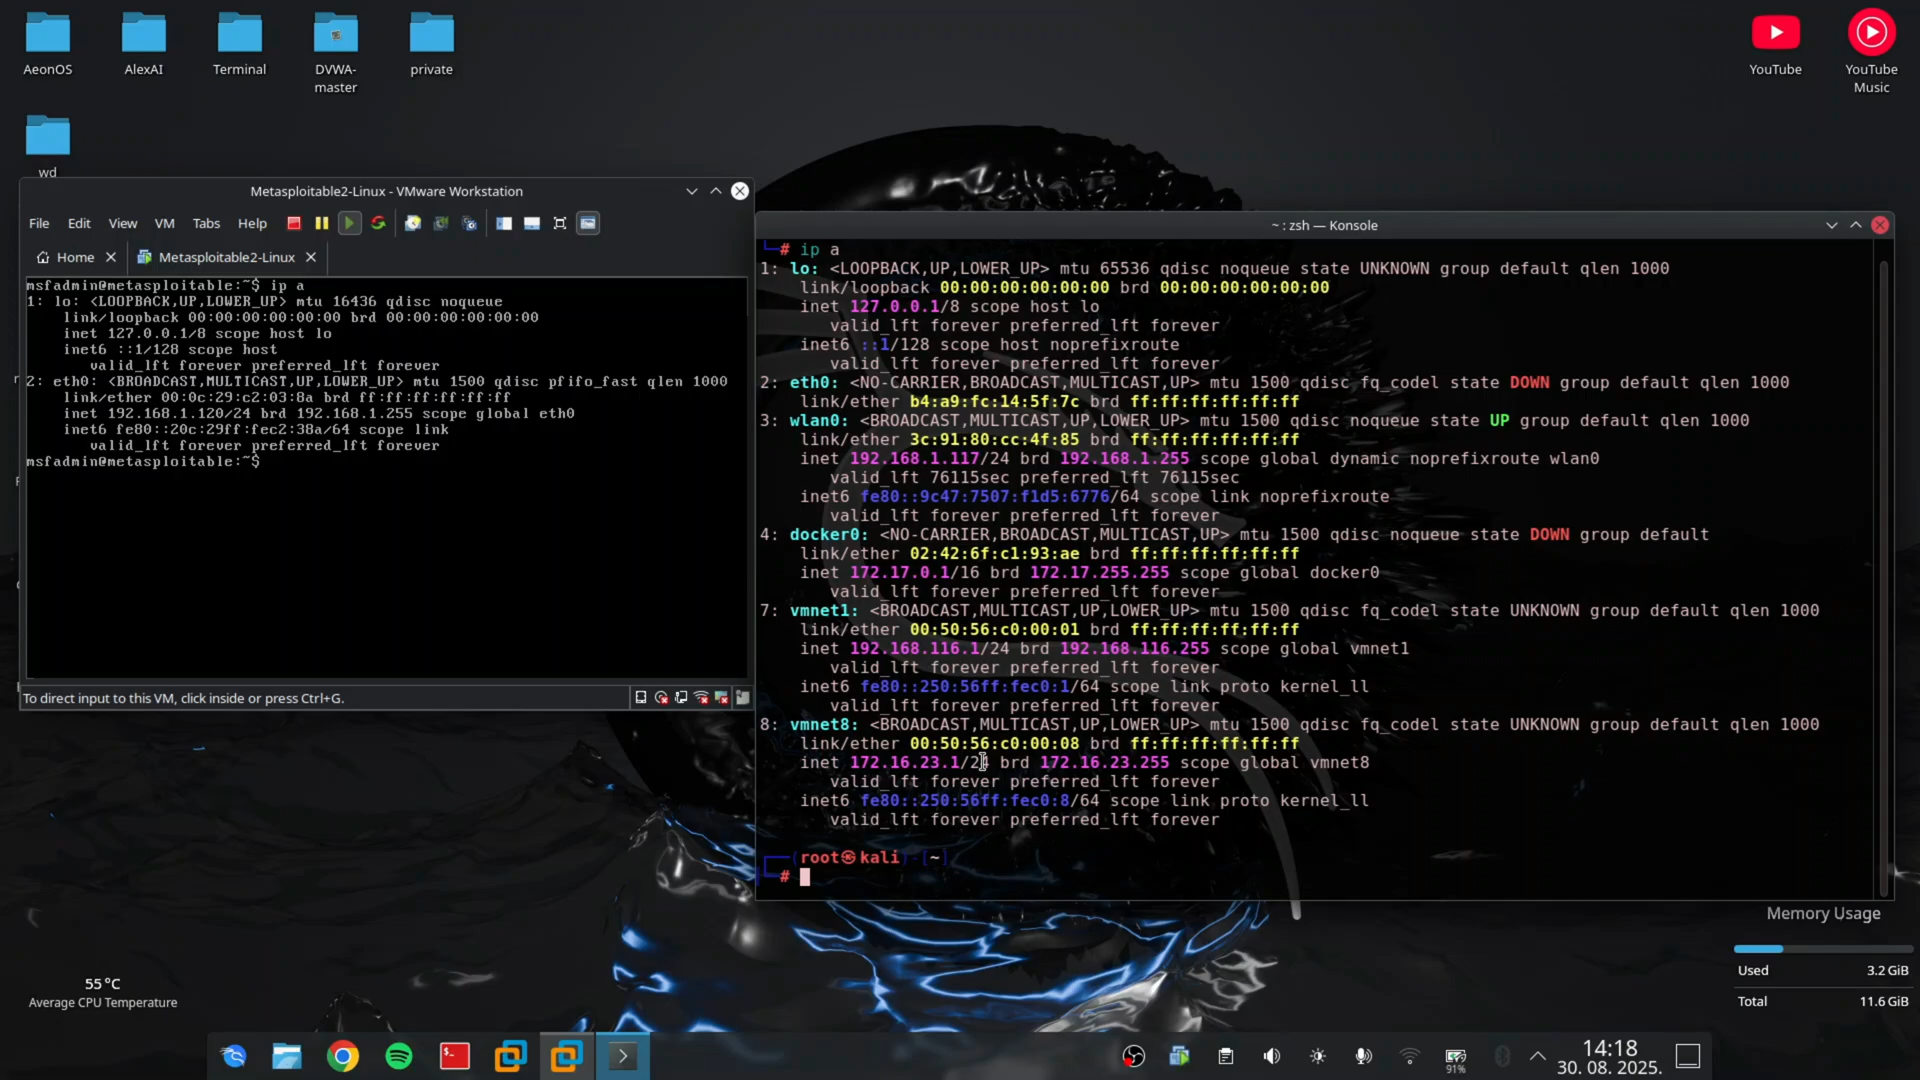 AeonOS
AlexAI
Terminal
DVWA-
master
private
YouTube
YouTube
Music
wd
Metasploitable2-Linux - VMware Workstation
File Edit View VM Tabs Help
Home Metasploitable2-Linux
msfadmin@metasploitable:~$ ip a
1: lo: <LOOPBACK,UP,LOWER_UP> mtu 16436 qdisc noqueue
link/loopback 00:00:00:00:00:00 brd 00:00:00:00:00:00
inet 127.0.0.1/8 scope host lo
inet6 ::1/128 scope host
valid_lft forever preferred_lft forever
2: eth0: <BROADCAST,MULTICAST,UP,LOWER_UP> mtu 1500 qdisc pfifo_fast qlen 1000
link/ether 00:0c:29:c2:03:8a brd ff:ff:ff:ff:ff:ff
inet 192.168.1.120/24 brd 192.168.1.255 scope global eth0
inet6 fe80::20c:29ff:fec2:38a/64 scope link
valid_lft forever preferred_lft forever
msfadmin@metasploitable:~$
To direct input to this VM, click inside or press Ctrl+G.
~ : zsh — Konsole
# ip a
1: lo: <LOOPBACK,UP,LOWER_UP> mtu 65536 qdisc noqueue state UNKNOWN group default qlen 1000
link/loopback 00:00:00:00:00:00 brd 00:00:00:00:00:00
inet 127.0.0.1/8 scope host lo
valid_lft forever preferred_lft forever
inet6 ::1/128 scope host noprefixroute
valid_lft forever preferred_lft forever
2: eth0: <NO-CARRIER,BROADCAST,MULTICAST,UP> mtu 1500 qdisc fq_codel state DOWN group default qlen 1000
link/ether b4:a9:fc:14:5f:7c brd ff:ff:ff:ff:ff:ff
3: wlan0: <BROADCAST,MULTICAST,UP,LOWER_UP> mtu 1500 qdisc noqueue state UP group default qlen 1000
link/ether 3c:91:80:cc:4f:85 brd ff:ff:ff:ff:ff:ff
inet 192.168.1.117/24 brd 192.168.1.255 scope global dynamic noprefixroute wlan0
valid_lft 76115sec preferred_lft 76115sec
inet6 fe80::9c47:7507:f1d5:6776/64 scope link noprefixroute
valid_lft forever preferred_lft forever
4: docker0: <NO-CARRIER,BROADCAST,MULTICAST,UP> mtu 1500 qdisc noqueue state DOWN group default
link/ether 02:42:6f:c1:93:ae brd ff:ff:ff:ff:ff:ff
inet 172.17.0.1/16 brd 172.17.255.255 scope global docker0
valid_lft forever preferred_lft forever
7: vmnet1: <BROADCAST,MULTICAST,UP,LOWER_UP> mtu 1500 qdisc fq_codel state UNKNOWN group default qlen 1000
link/ether 00:50:56:c0:00:01 brd ff:ff:ff:ff:ff:ff
inet 192.168.116.1/24 brd 192.168.116.255 scope global vmnet1
valid_lft forever preferred_lft forever
inet6 fe80::250:56ff:fec0:1/64 scope link proto kernel_ll
valid_lft forever preferred_lft forever
8: vmnet8: <BROADCAST,MULTICAST,UP,LOWER_UP> mtu 1500 qdisc fq_codel state UNKNOWN group default qlen 1000
link/ether 00:50:56:c0:00:08 brd ff:ff:ff:ff:ff:ff
inet 172.16.23.1/24 brd 172.16.23.255 scope global vmnet8
valid_lft forever preferred_lft forever
inet6 fe80::250:56ff:fec0:8/64 scope link proto kernel_ll
valid_lft forever preferred_lft forever
(root㉿kali)-[~]
#
Memory Usage
Used 3.2 GiB
Total 11.6 GiB
55 °C
Average CPU Temperature
91%
14:18
30. 08. 2025.